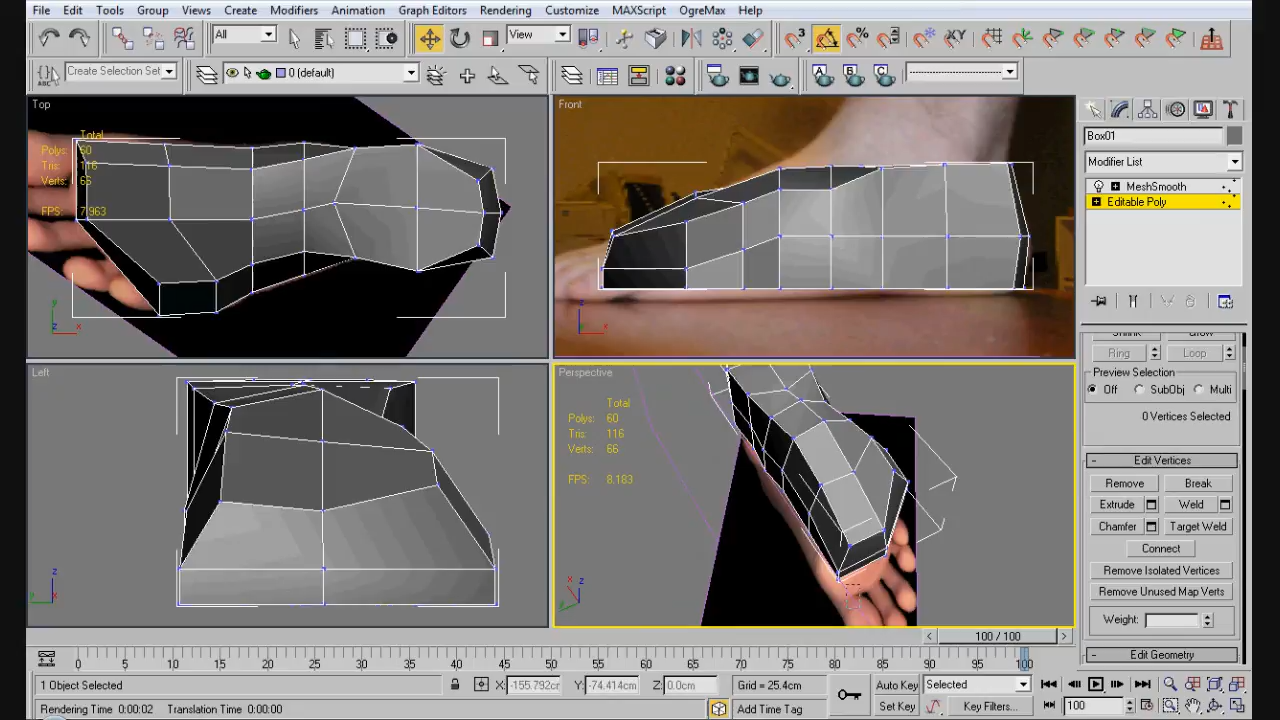 File Edit Tools Group Views Create Modifiers Animation Graph Editors Rendering Customize MAXScript OgreMax Help
All View
Create Selection Set 0 (default) A B C
Top
Total
Polys: 60
Tris: 116
Verts: 66
FPS: 7.963
Front
Left
Perspective
Total
Polys: 60
Tris: 116
Verts: 66
FPS: 8.183
Box01
Modifier List
MeshSmooth
Editable Poly
Ring Loop
Preview Selection
Off SubObj Multi
0 Vertices Selected
- Edit Vertices
Remove Break
Extrude Weld
Chamfer Target Weld
Connect
Remove Isolated Vertices
Remove Unused Map Verts
Weight:
- Edit Geometry
< 100 / 100 >
0 5 10 15 20 25 30 35 40 45 50 55 60 65 70 75 80 85 90 95 100
1 Object Selected X: -155.792cm Y: -74.414cm Z: 0.0cm Grid = 25.4cm Auto Key Selected
Rendering Time 0:00:02 Translation Time 0:00:00 Add Time Tag Set Key Key Filters... 100